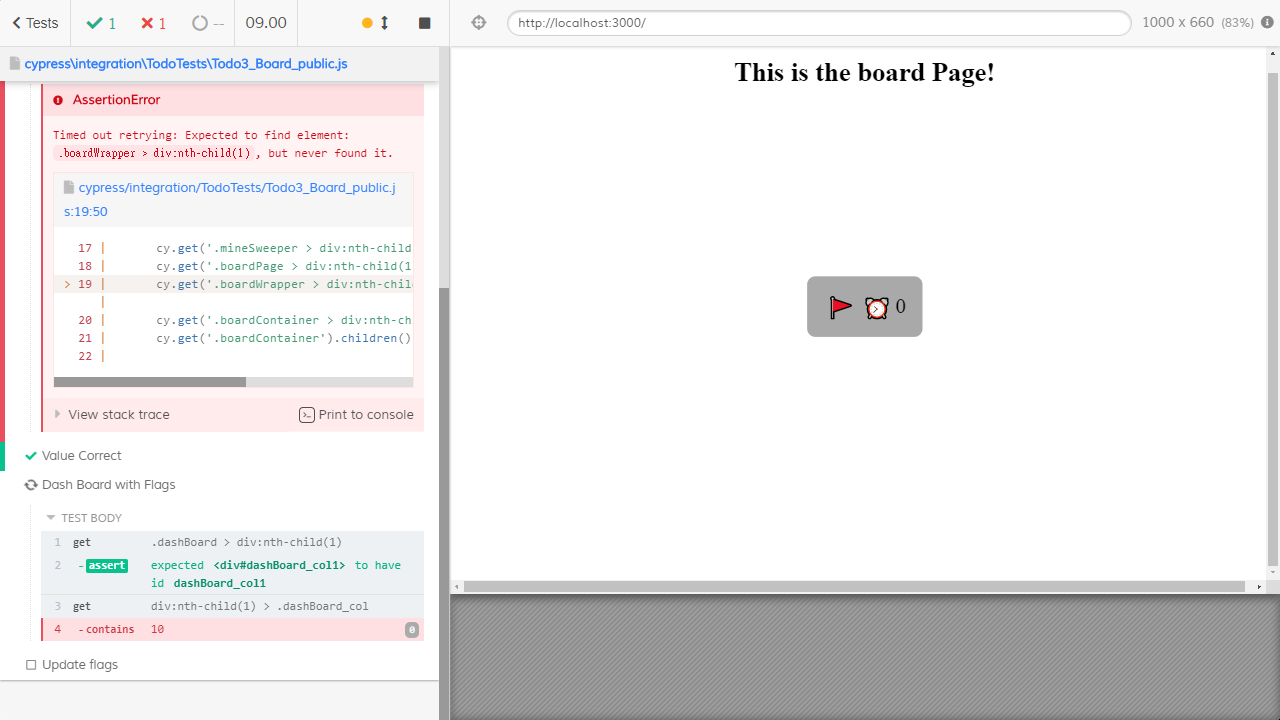 Tests
1
1
--
09.00
http://localhost:3000/
1000 x 660 (83%)
cypress\integration\TodoTests\Todo3_Board_public.js
AssertionError
Timed out retrying: Expected to find element:
.boardWrapper > div:nth-child(1), but never found it.
cypress/integration/TodoTests/Todo3_Board_public.j
s:19:50
17 | cy.get('.mineSweeper > div:nth-child
18 | cy.get('.boardPage > div:nth-child(1
> 19 | cy.get('.boardWrapper > div:nth-chil
|
20 | cy.get('.boardContainer > div:nth-ch
21 | cy.get('.boardContainer').children()
22 |
View stack trace
Print to console
Value Correct
Dash Board with Flags
TEST BODY
1 get .dashBoard > div:nth-child(1)
2 -assert expected <div#dashBoard_col1> to have
id dashBoard_col1
3 get div:nth-child(1) > .dashBoard_col
4 -contains 10 0
Update flags
This is the board Page!
0